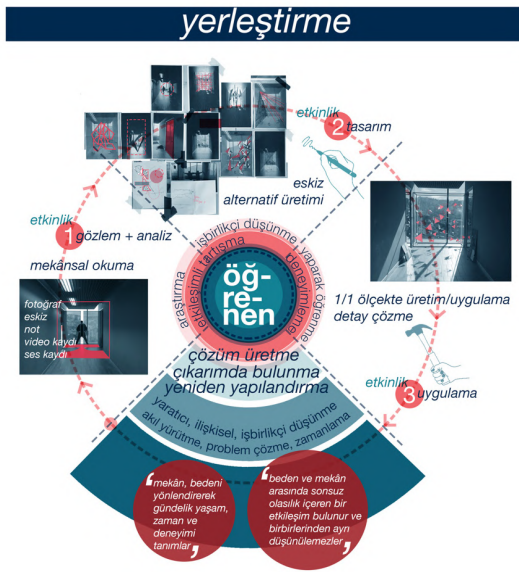 yerleştirme
etkinlik
2 tasarım
eskiz
alternatif üretimi
etkinlik
1 gözlem + analiz
mekânsal okuma
fotoğraf
eskiz
not
video kaydı
ses kaydı
araştırma
işbirlikçi düşünme
yaparak öğrenme
etkileşimli tartışma
deneyimleme
öğ-
re-
nen
1/1 ölçekte üretim/uygulama
detay çözme
etkinlik
3 uygulama
çözüm üretme
çıkarımda bulunma
yeniden yapılandırma
yaratıcı, ilişkisel, işbirlikçi düşünme
akıl yürütme, problem çözme, zamanlama
‘mekân, bedeni
yönlendirerek
gündelik yaşam,
zaman ve
deneyimi
tanımlar’
‘beden ve mekân
arasında sonsuz
olasılık içeren bir
etkileşim bulunur ve
birbirlerinden ayrı
düşünülemezler’